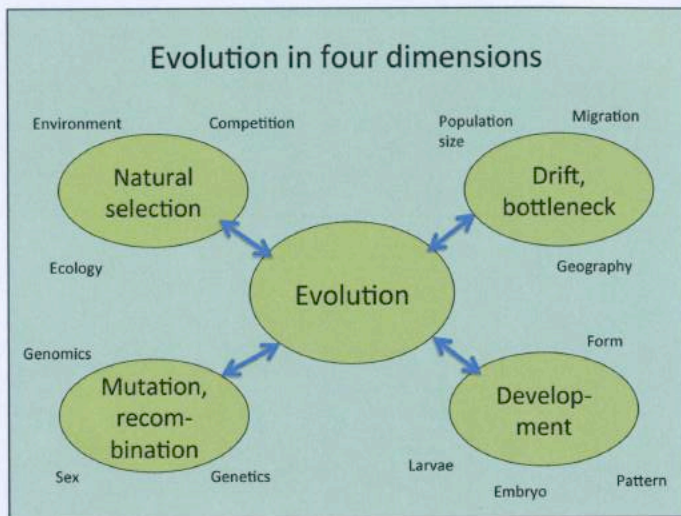 Evolution in four dimensions
Environment
Competition
Natural
selection
Ecology
Population
size
Migration
Drift,
bottleneck
Geography
Evolution
Genomics
Mutation,
recom-
bination
Sex
Genetics
Form
Develop-
ment
Larvae
Embryo
Pattern